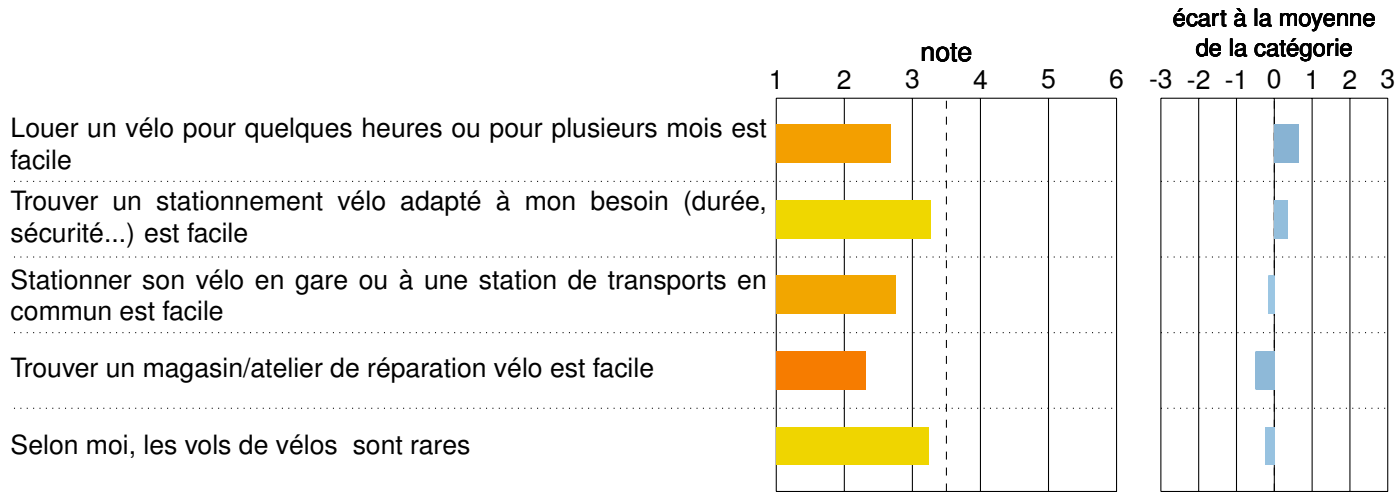 écart à la moyenne
de la catégorie
note
1 2 3 4 5 6
-3 -2 -1 0 1 2 3
Louer un vélo pour quelques heures ou pour plusieurs mois est
facile
Trouver un stationnement vélo adapté à mon besoin (durée,
sécurité...) est facile
Stationner son vélo en gare ou à une station de transports en
commun est facile
Trouver un magasin/atelier de réparation vélo est facile
Selon moi, les vols de vélos sont rares